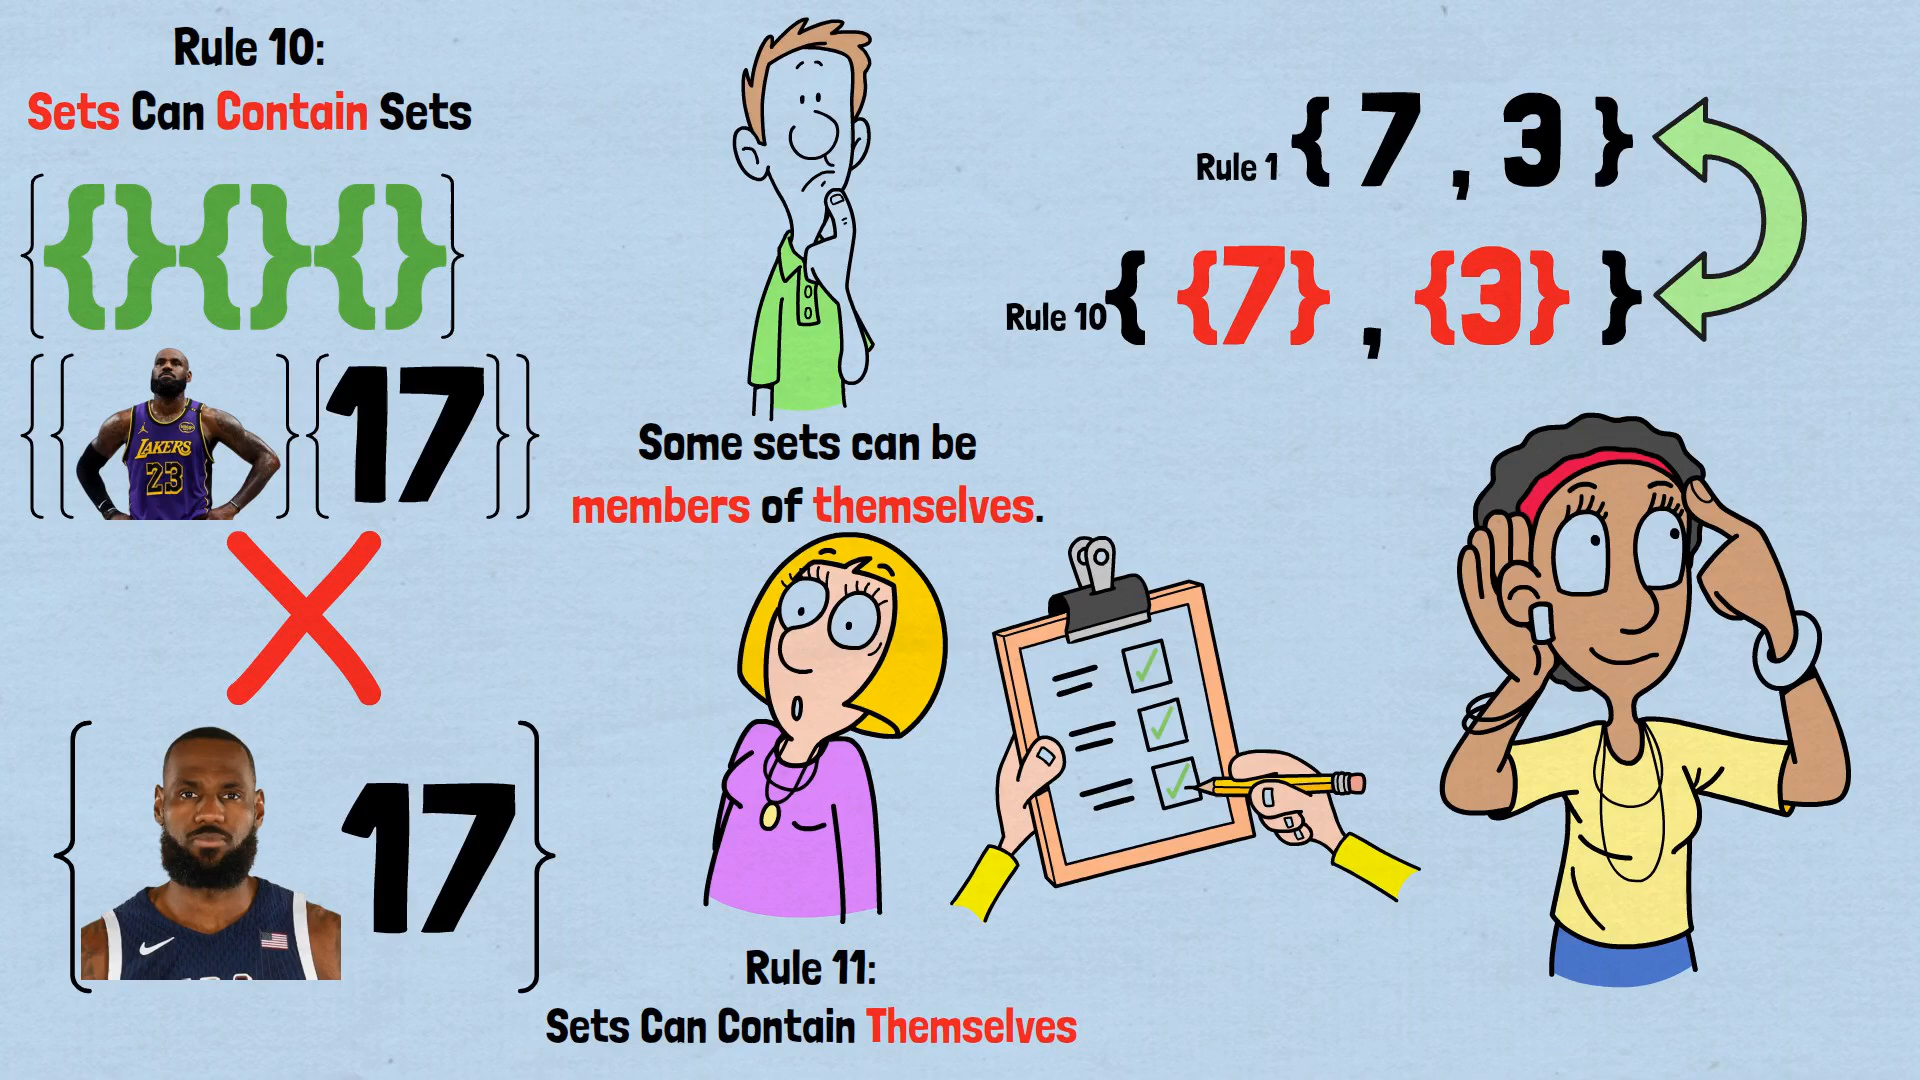 Rule 10:
Sets Can Contain Sets
{ {} {} {} }
{ { LAKERS 23 } { 17 } }
{ 17 }
Some sets can be
members of themselves.
Rule 11:
Sets Can Contain Themselves
Rule 1 { 7 , 3 }
Rule 10 { {7} , {3} }